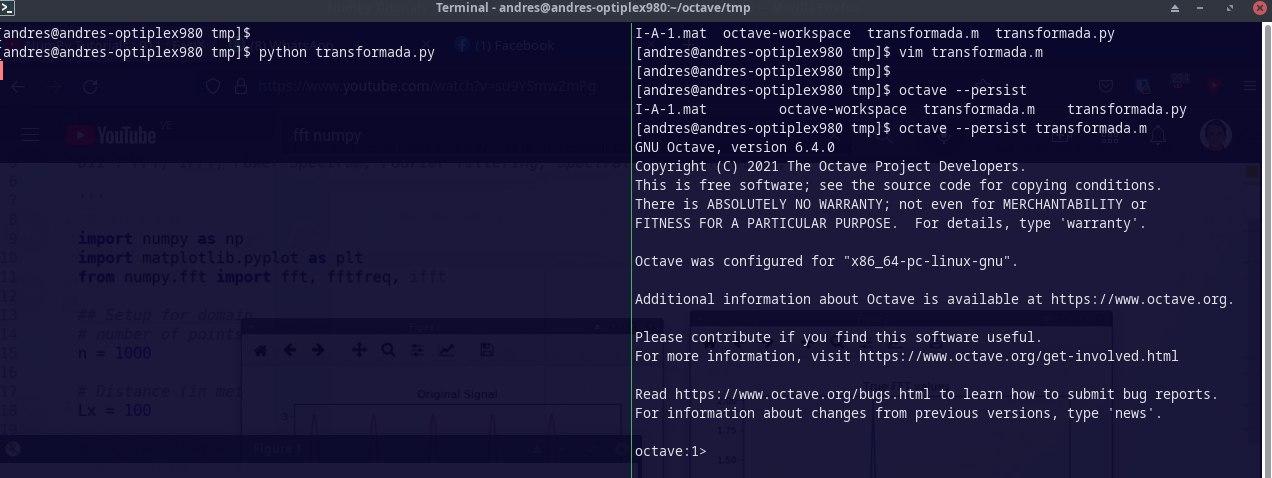 Terminal - andres@andres-optiplex980:~/octave/tmp
[andres@andres-optiplex980 tmp]$
[andres@andres-optiplex980 tmp]$ python transformada.py
(1) Facebook
YouTube
VE
fft numpy
6
7
'''
9
import numpy as np
10
import matplotlib.pyplot as plt
11
from numpy.fft import fft, fftfreq, ifft
12
13
## Setup for domain
14
# number of points
15
n = 1000
16
17
# Distance (in
18
Lx = 100
Original Signal
3
Figure 1
I-A-1.mat  octave-workspace  transformada.m  transformada.py
[andres@andres-optiplex980 tmp]$ vim transformada.m
[andres@andres-optiplex980 tmp]$
[andres@andres-optiplex980 tmp]$ octave --persist
I-A-1.mat         octave-workspace  transformada.m    transformada.py
[andres@andres-optiplex980 tmp]$ octave --persist transformada.m
GNU Octave, version 6.4.0
Copyright (C) 2021 The Octave Project Developers.
This is free software; see the source code for copying conditions.
There is ABSOLUTELY NO WARRANTY; not even for MERCHANTABILITY or
FITNESS FOR A PARTICULAR PURPOSE.  For details, type 'warranty'.
Octave was configured for "x86_64-pc-linux-gnu".
Additional information about Octave is available at https://www.octave.org.
Please contribute if you find this software useful.
For more information, visit https://www.octave.org/get-involved.html
Read https://www.octave.org/bugs.html to learn how to submit bug reports.
For information about changes from previous versions, type 'news'.
1.75
1.50
octave:1>